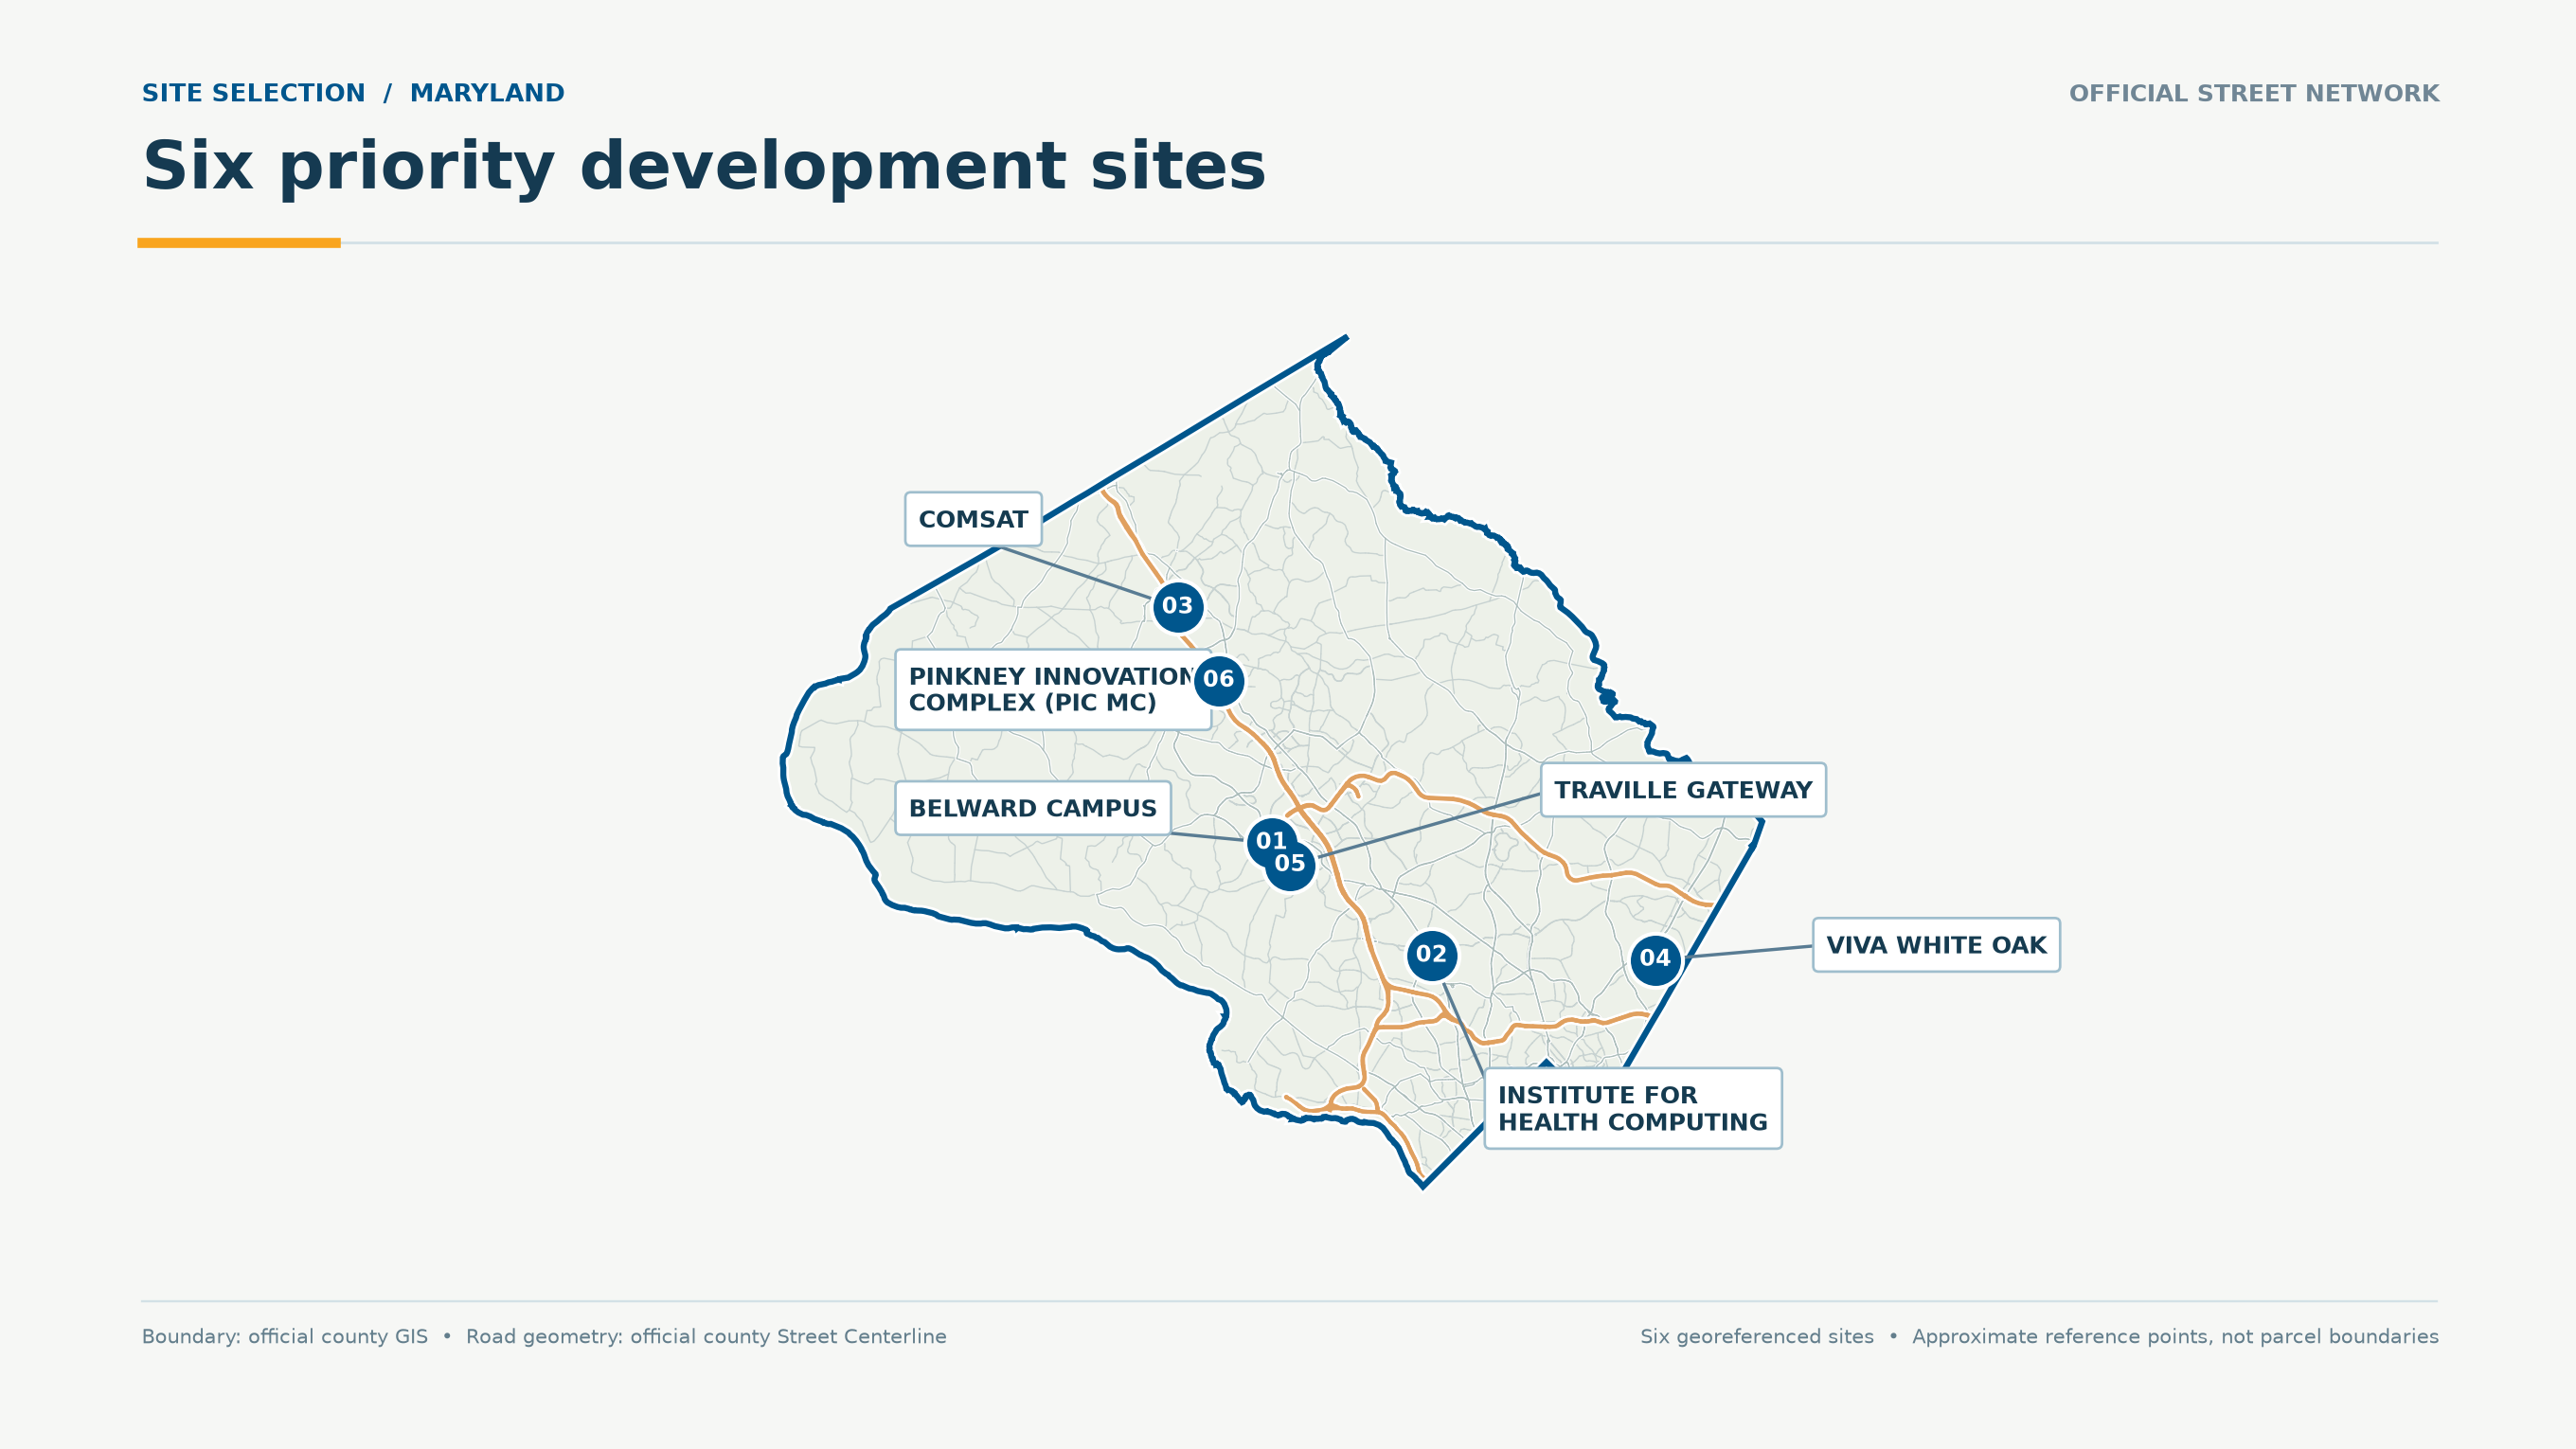 SITE SELECTION / MARYLAND
OFFICIAL STREET NETWORK
Six priority development sites
COMSAT
03
PINKNEY INNOVATION
COMPLEX (PIC MC)
06
BELWARD CAMPUS
TRAVILLE GATEWAY
01
05
02
04
VIVA WHITE OAK
INSTITUTE FOR
HEALTH COMPUTING
Boundary: official county GIS • Road geometry: official county Street Centerline
Six georeferenced sites • Approximate reference points, not parcel boundaries